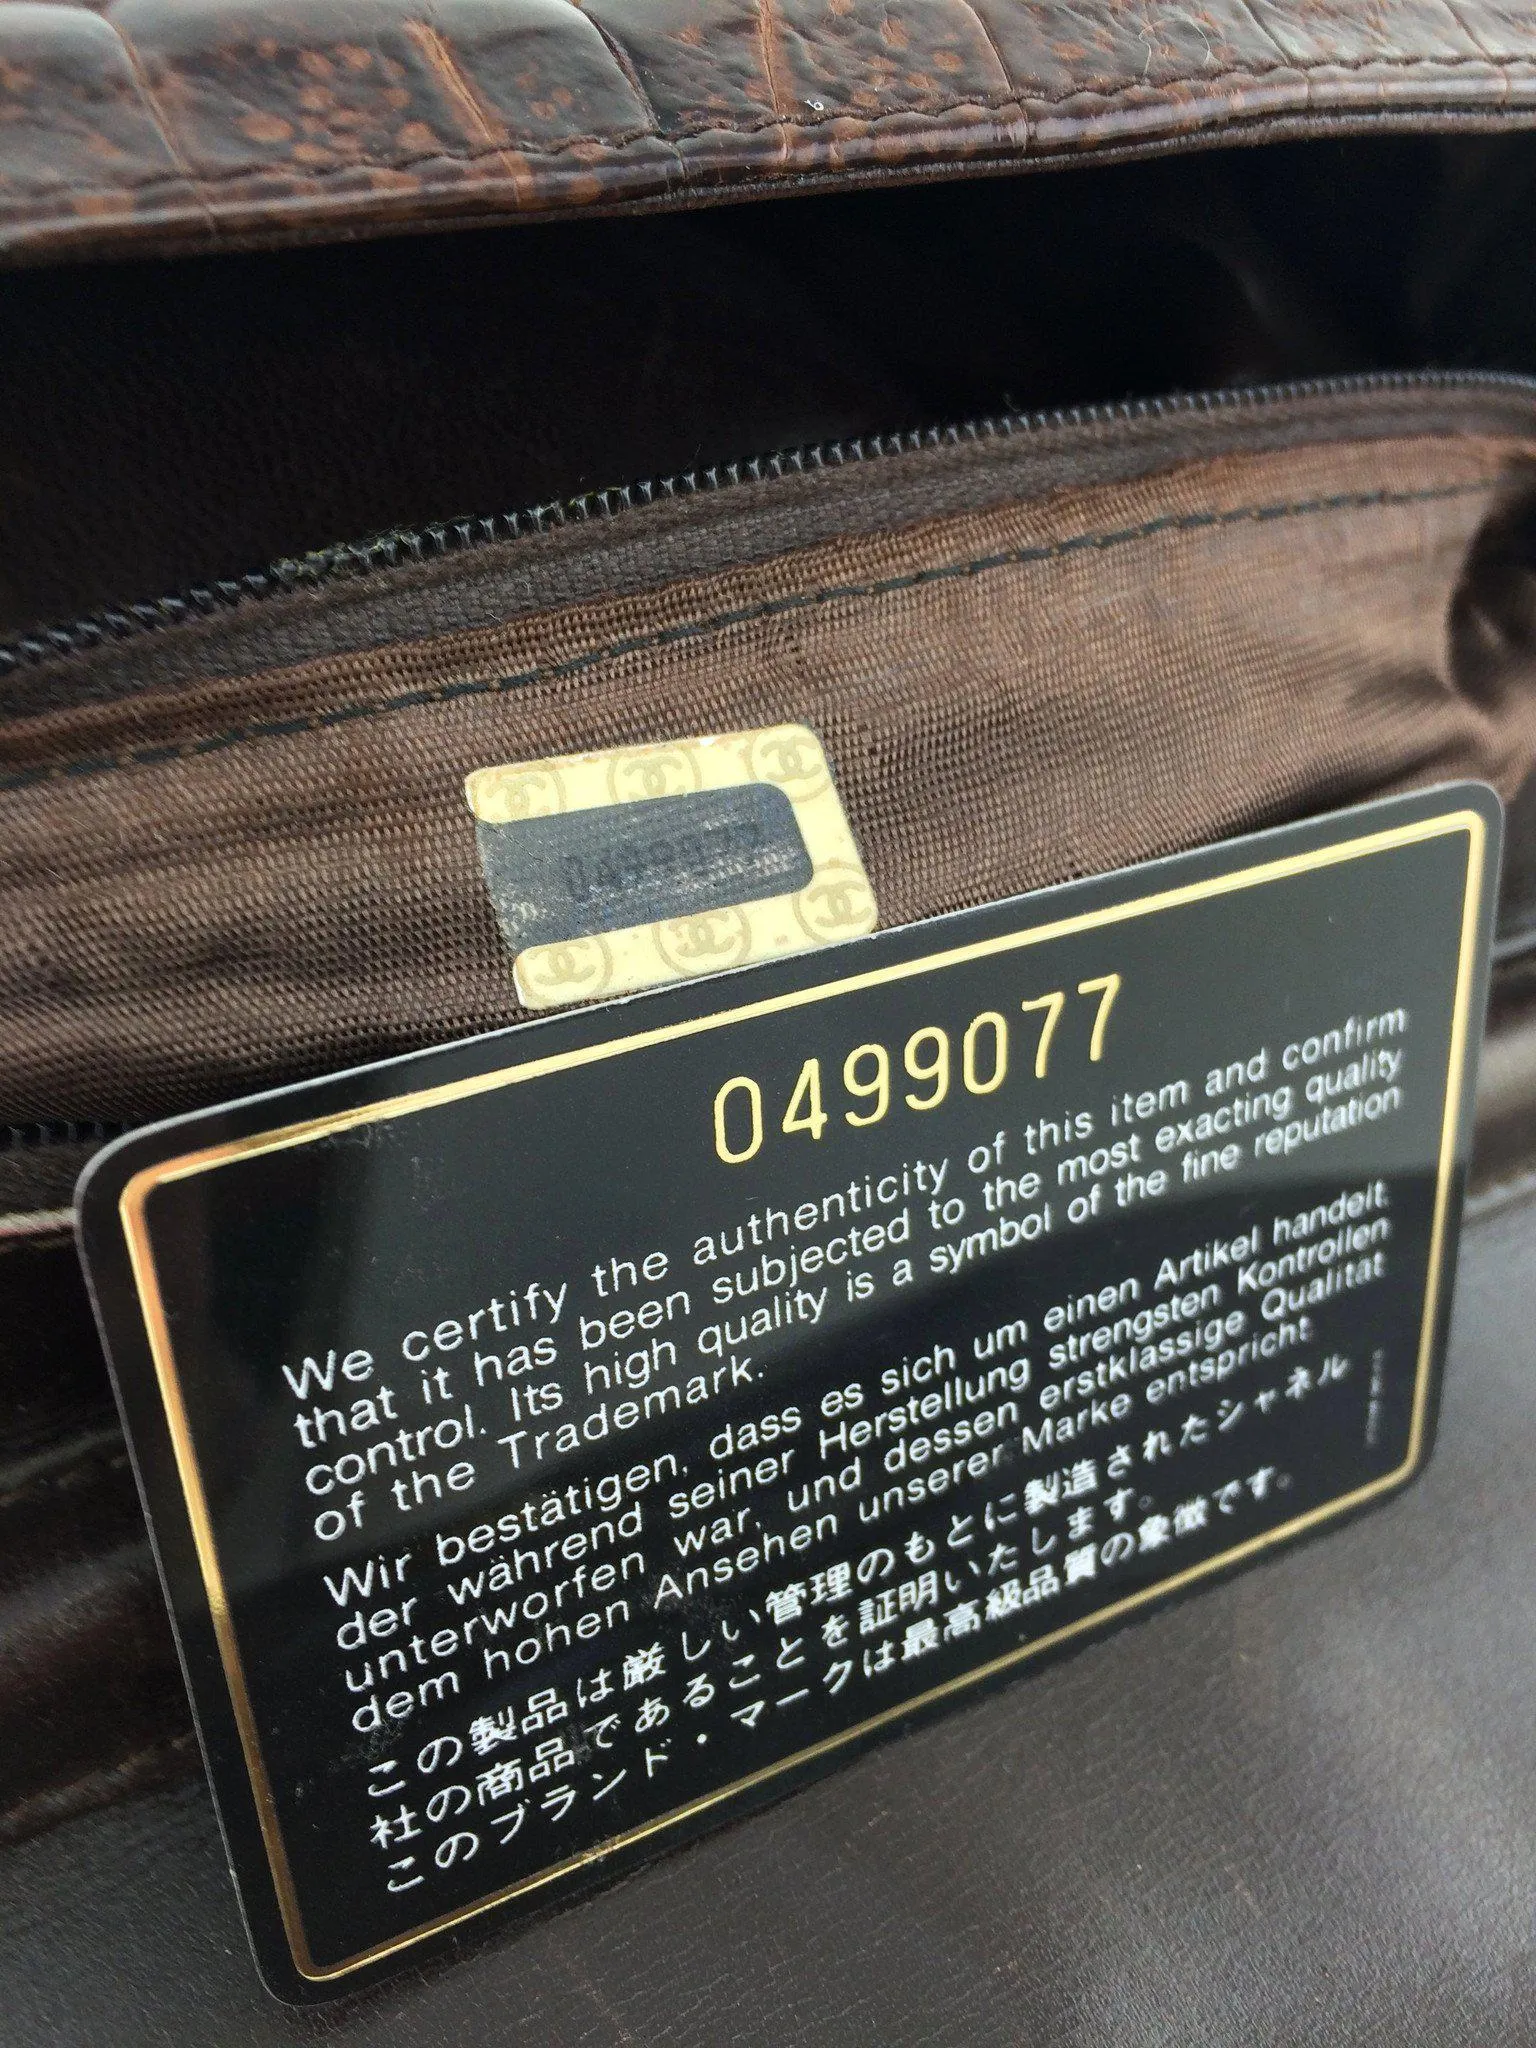 0499077
0499077
We certify the authenticity of this item and confirm
that it has been subjected to the most exacting quality
control. Its high quality is a symbol of the fine reputation
of the Trademark.
Wir bestätigen, dass es sich um einen Artikel handelt,
der während seiner Herstellung strengsten Kontrollen
unterworfen war, und dessen erstklassige Qualität
dem hohen Ansehen unserer Marke entspricht.
この製品は厳しい管理のもとに製造されたシャネル
社の商品であることを証明いたします。
このブランド・マークは最高級品質の象徴です。